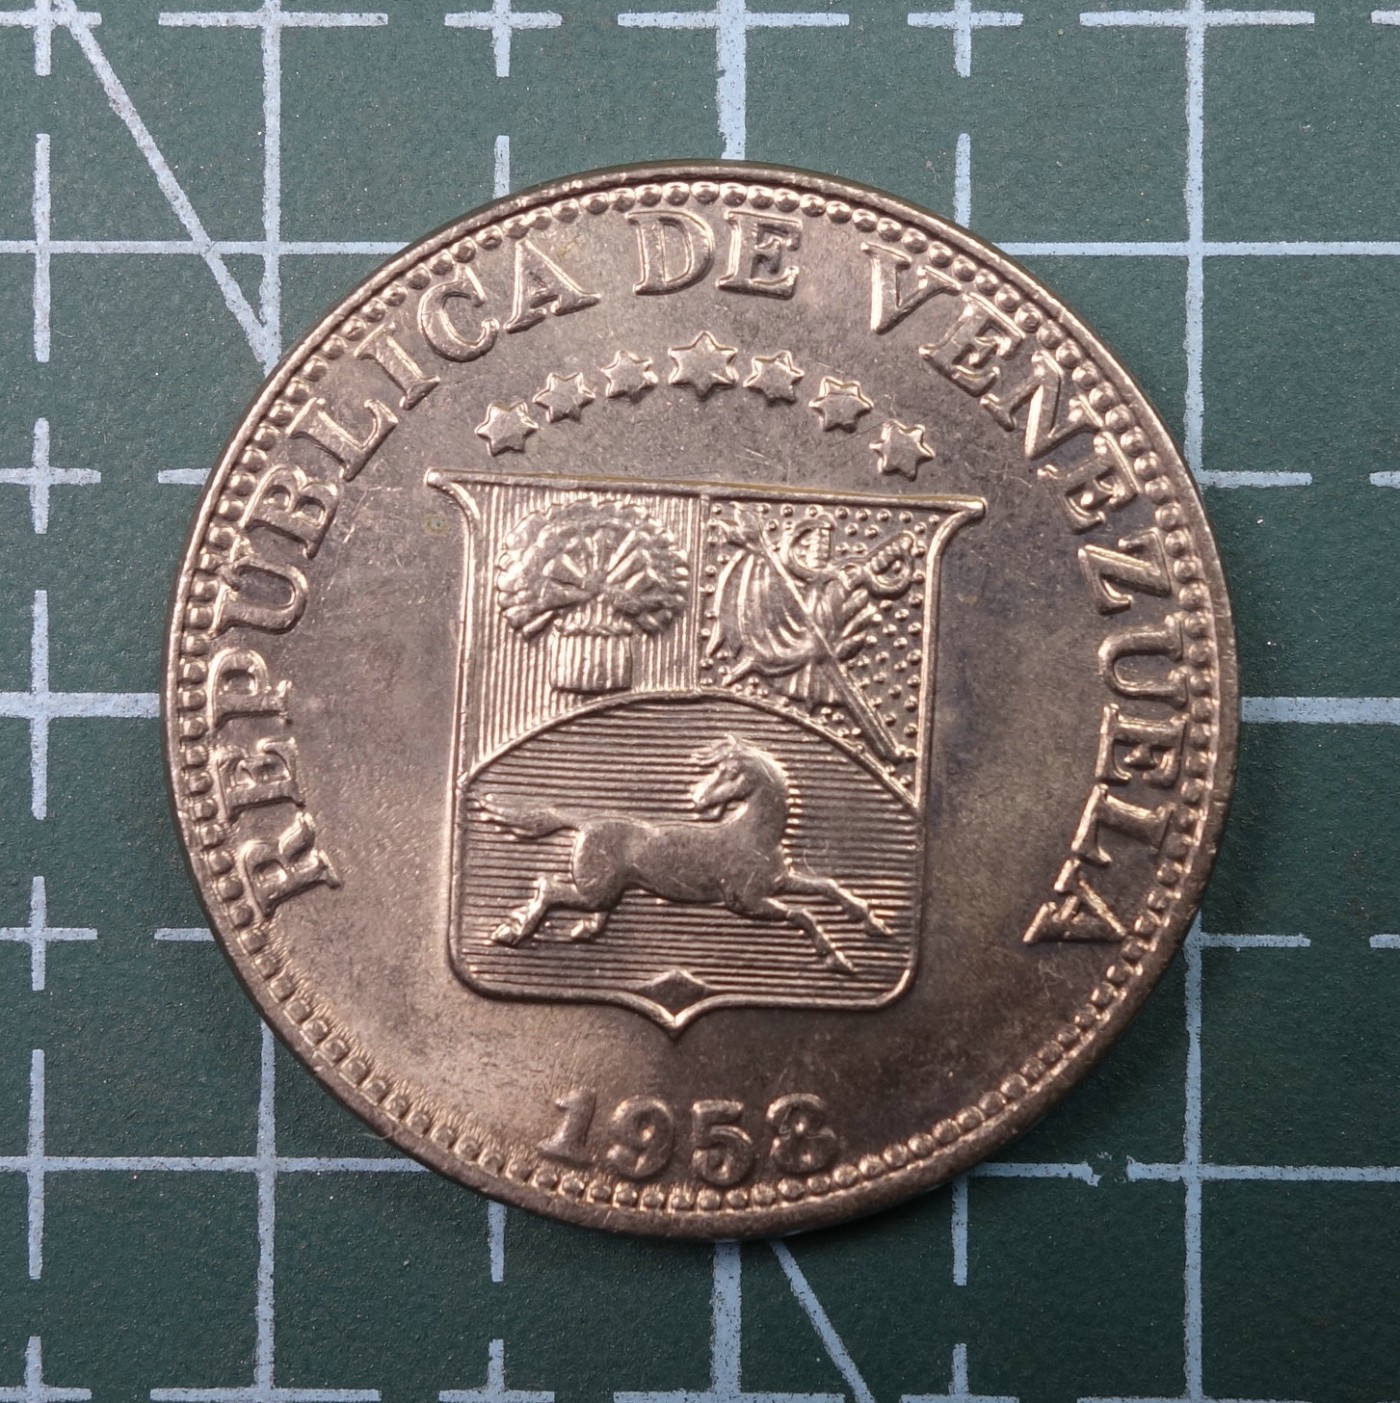 REPUBLICA DE VENEZUELA
1958